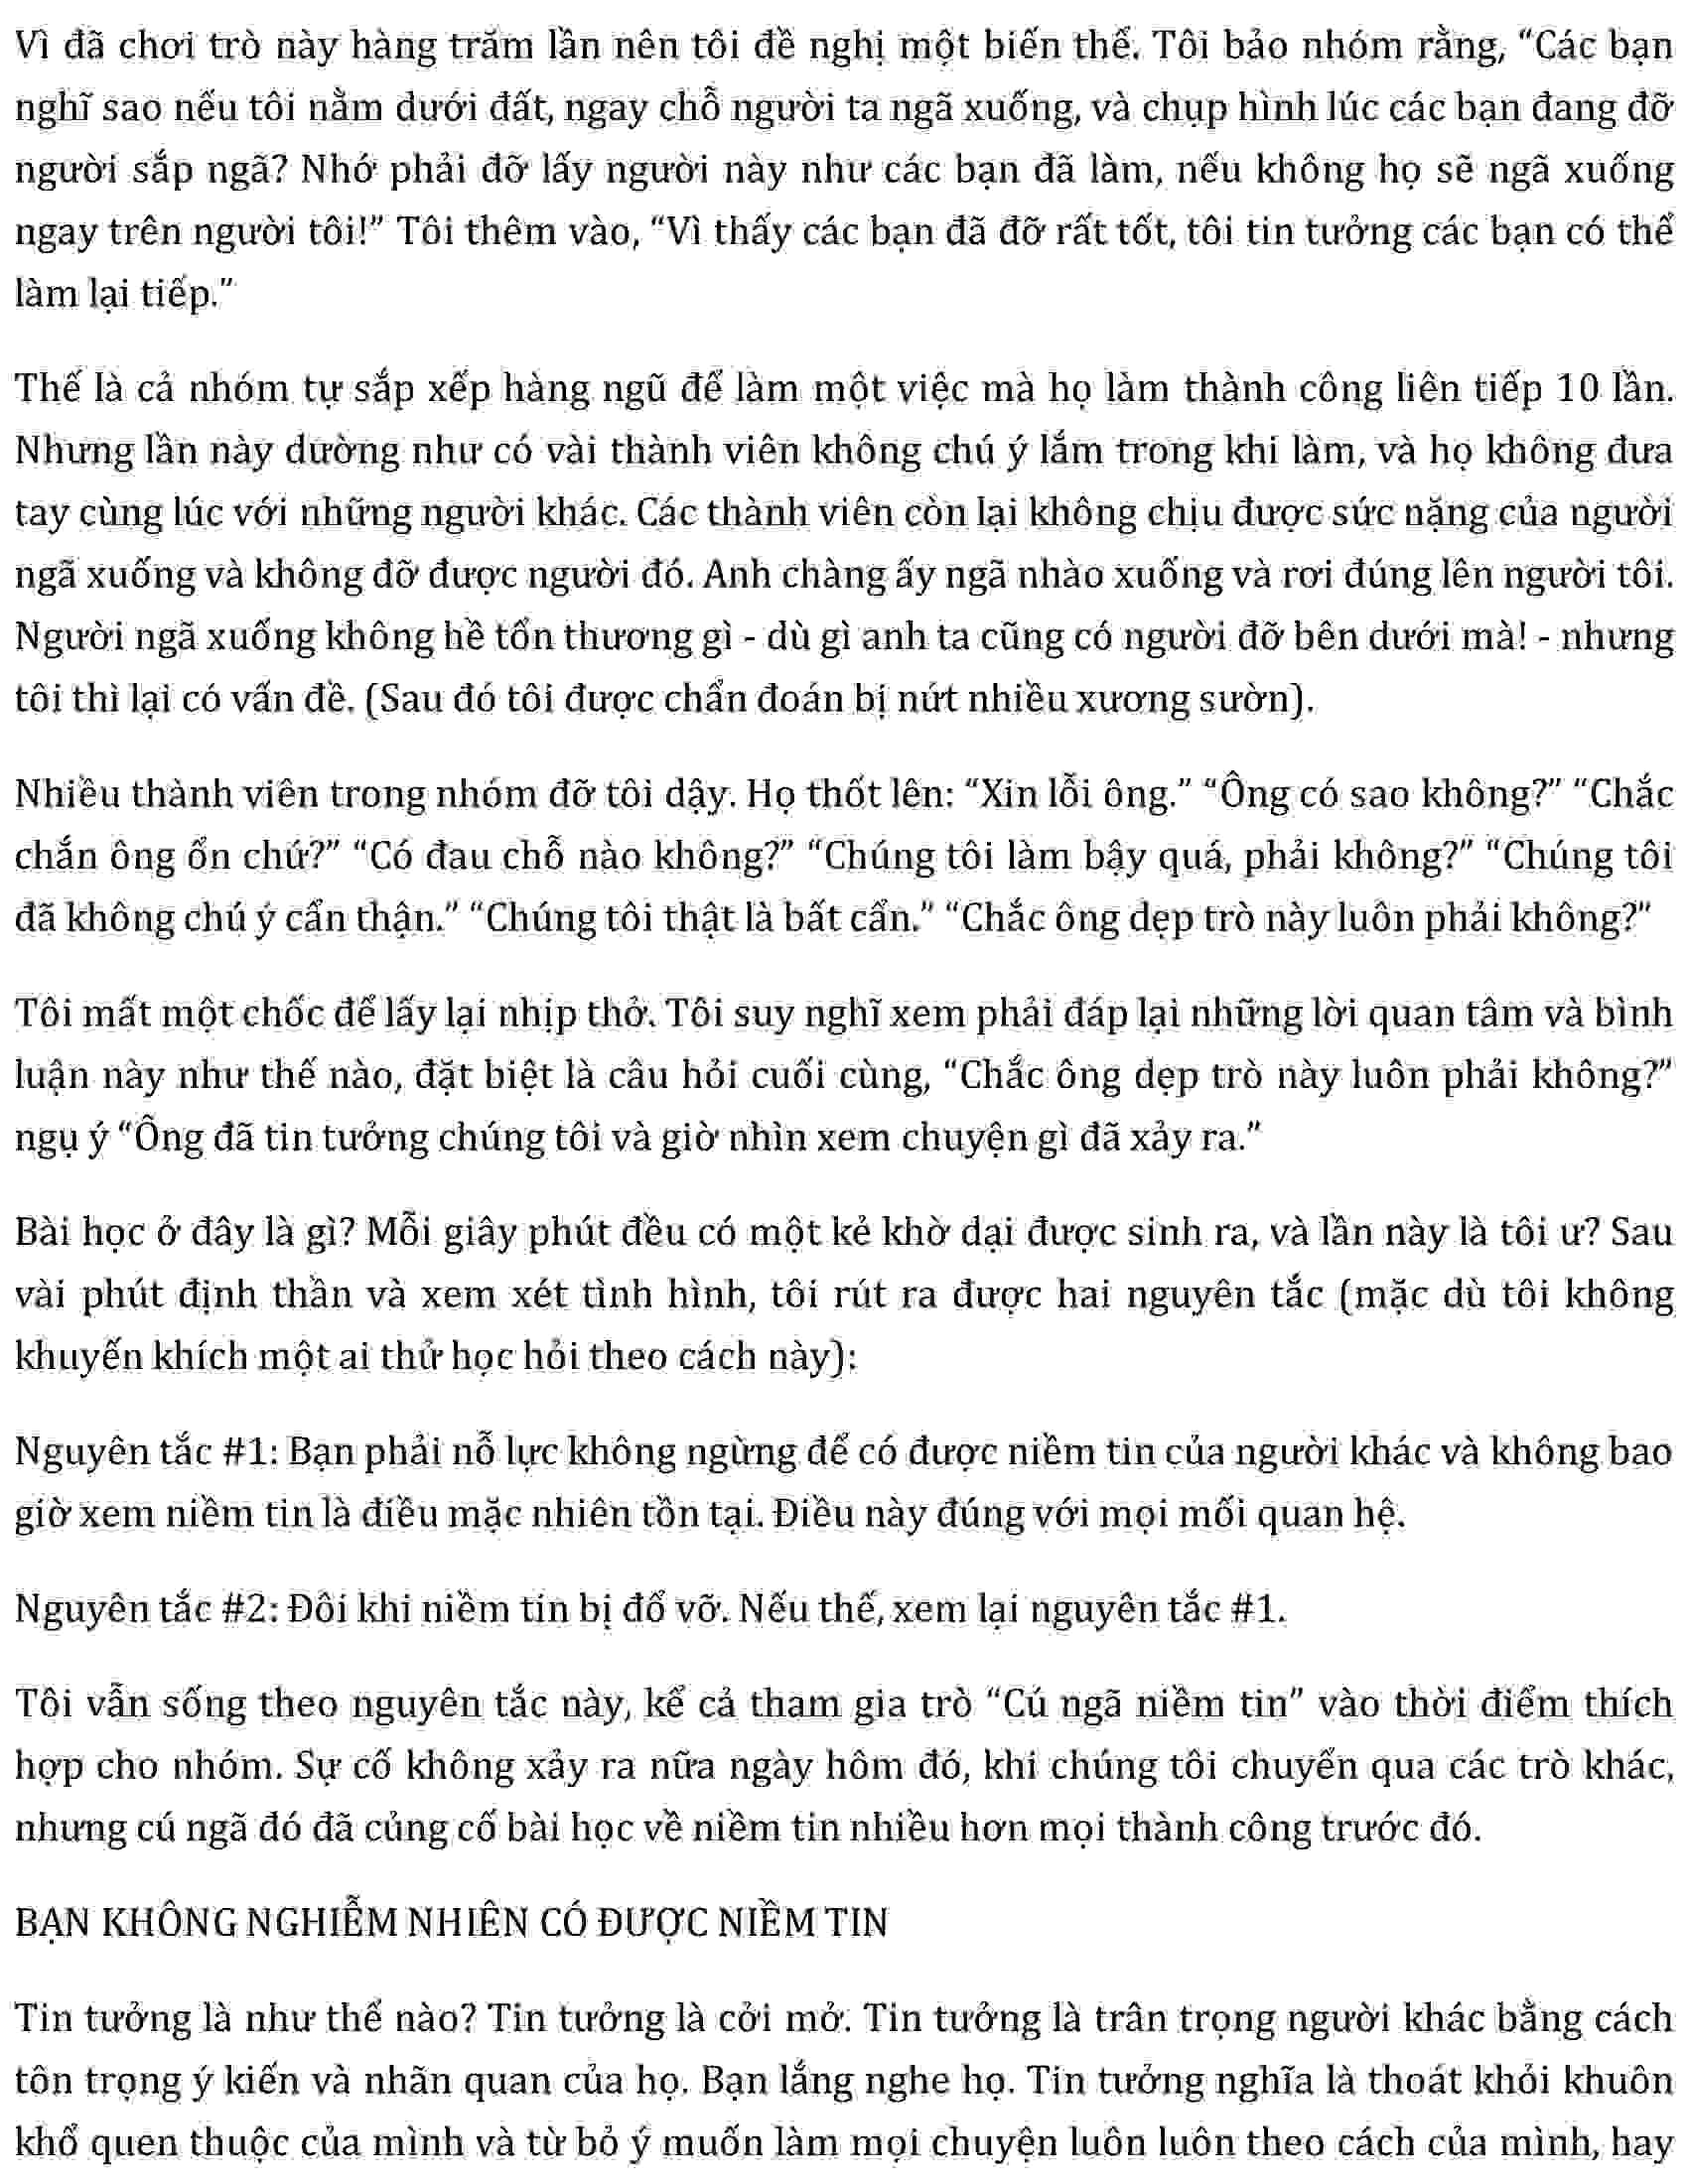 Vì đã chơi trò này hàng trăm lần nên tôi đề nghị một biến thể. Tôi bảo nhóm rằng, “Các bạn
nghĩ sao nếu tôi nằm dưới đất, ngay chỗ người ta ngã xuống, và chụp hình lúc các bạn đang đỡ
người sắp ngã? Nhớ phải đỡ lấy người này như các bạn đã làm, nếu không họ sẽ ngã xuống
ngay trên người tôi!” Tôi thêm vào, “Vì thấy các bạn đã đỡ rất tốt, tôi tin tưởng các bạn có thể
làm lại tiếp.”
Thế là cả nhóm tự sắp xếp hàng ngũ để làm một việc mà họ làm thành công liên tiếp 10 lần.
Nhưng lần này dường như có vài thành viên không chú ý lắm trong khi làm, và họ không đưa
tay cùng lúc với những người khác. Các thành viên còn lại không chịu được sức nặng của người
ngã xuống và không đỡ được người đó. Anh chàng ấy ngã nhào xuống và rơi đúng lên người tôi.
Người ngã xuống không hề tổn thương gì - dù gì anh ta cũng có người đỡ bên dưới mà! - nhưng
tôi thì lại có vấn đề. (Sau đó tôi được chẩn đoán bị nứt nhiều xương sườn).
Nhiều thành viên trong nhóm đỡ tôi dậy. Họ thốt lên: “Xin lỗi ông.” “Ông có sao không?” “Chắc
chắn ông ổn chứ?” “Có đau chỗ nào không?” “Chúng tôi làm bậy quá, phải không?” “Chúng tôi
đã không chú ý cẩn thận.” “Chúng tôi thật là bất cẩn.” “Chắc ông dẹp trò này luôn phải không?”
Tôi mất một chốc để lấy lại nhịp thở. Tôi suy nghĩ xem phải đáp lại những lời quan tâm và bình
luận này như thế nào, đặt biệt là câu hỏi cuối cùng, “Chắc ông dẹp trò này luôn phải không?”
ngụ ý “Ông đã tin tưởng chúng tôi và giờ nhìn xem chuyện gì đã xảy ra.”
Bài học ở đây là gì? Mỗi giây phút đều có một kẻ khờ dại được sinh ra, và lần này là tôi ư? Sau
vài phút định thần và xem xét tình hình, tôi rút ra được hai nguyên tắc (mặc dù tôi không
khuyến khích một ai thử học hỏi theo cách này):
Nguyên tắc #1: Bạn phải nỗ lực không ngừng để có được niềm tin của người khác và không bao
giờ xem niềm tin là điều mặc nhiên tồn tại. Điều này đúng với mọi mối quan hệ.
Nguyên tắc #2: Đôi khi niềm tin bị đổ vỡ. Nếu thế, xem lại nguyên tắc #1.
Tôi vẫn sống theo nguyên tắc này, kể cả tham gia trò “Cú ngã niềm tin” vào thời điểm thích
hợp cho nhóm. Sự cố không xảy ra nữa ngày hôm đó, khi chúng tôi chuyển qua các trò khác,
nhưng cú ngã đó đã củng cố bài học về niềm tin nhiều hơn mọi thành công trước đó.
BẠN KHÔNG NGHIỄM NHIÊN CÓ ĐƯỢC NIỀM TIN
Tin tưởng là như thế nào? Tin tưởng là cởi mở. Tin tưởng là trân trọng người khác bằng cách
tôn trọng ý kiến và nhãn quan của họ. Bạn lắng nghe họ. Tin tưởng nghĩa là thoát khỏi khuôn
khổ quen thuộc của mình và từ bỏ ý muốn làm mọi chuyện luôn luôn theo cách của mình, hay